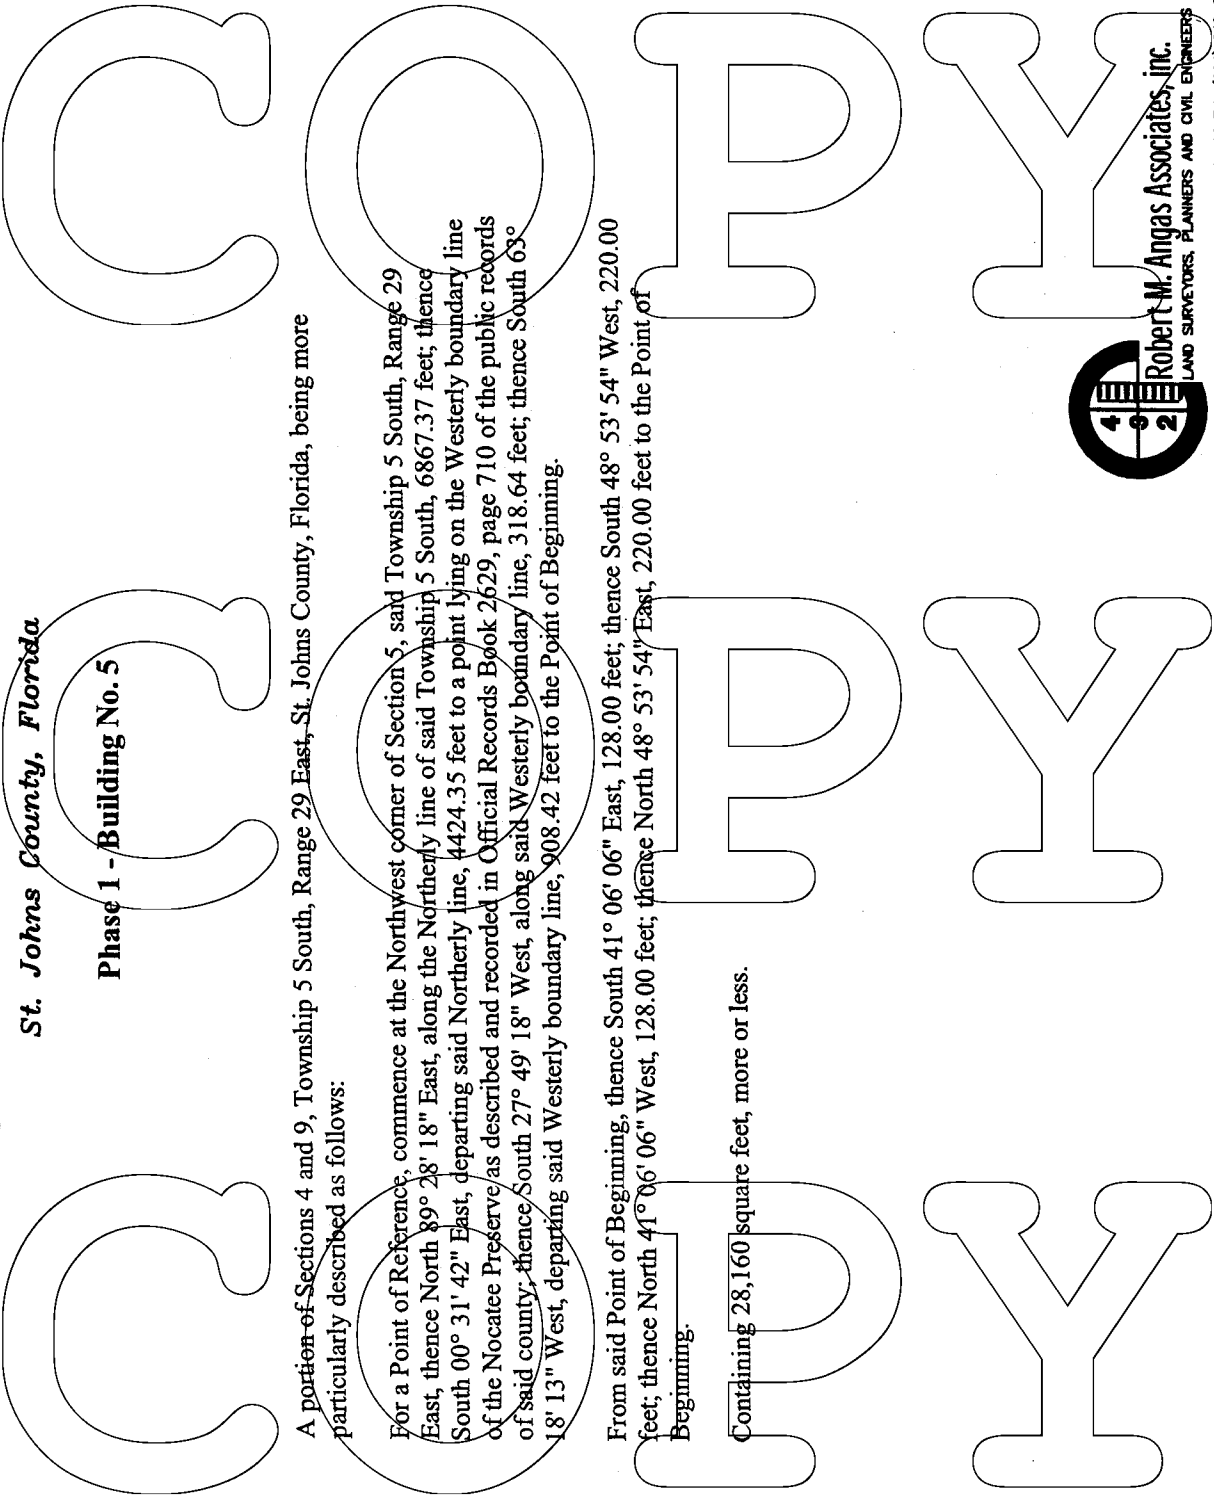 St. Johns County, Florida
Phase 1 - Building No. 5
A portion of Sections 4 and 9, Township 5 South, Range 29 East, St. Johns County, Florida, being more
particularly described as follows:
For a Point of Reference, commence at the Northwest corner of Section 5, said Township 5 South, Range 29
East, thence North 89° 28' 18" East, along the Northerly line of said Township 5 South, 6867.37 feet; thence
South 00° 31' 42" East, departing said Northerly line, 4424.35 feet to a point lying on the Westerly boundary line
of the Nocatee Preserve as described and recorded in Official Records Book 2629, page 710 of the public records
of said county; thence South 27° 49' 18" West, along said Westerly boundary line, 318.64 feet; thence South 63°
18' 13" West, departing said Westerly boundary line, 908.42 feet to the Point of Beginning.
From said Point of Beginning, thence South 41° 06' 06" East, 128.00 feet; thence South 48° 53' 54" West, 220.00
feet; thence North 41° 06' 06" West, 128.00 feet; thence North 48° 53' 54" East, 220.00 feet to the Point of
Beginning.
Containing 28,160 square feet, more or less.
4
9
2
Robert M. Angas Associates, inc.
LAND SURVEYORS, PLANNERS AND CIVIL ENGINEERS
COPY
COPY
COPY